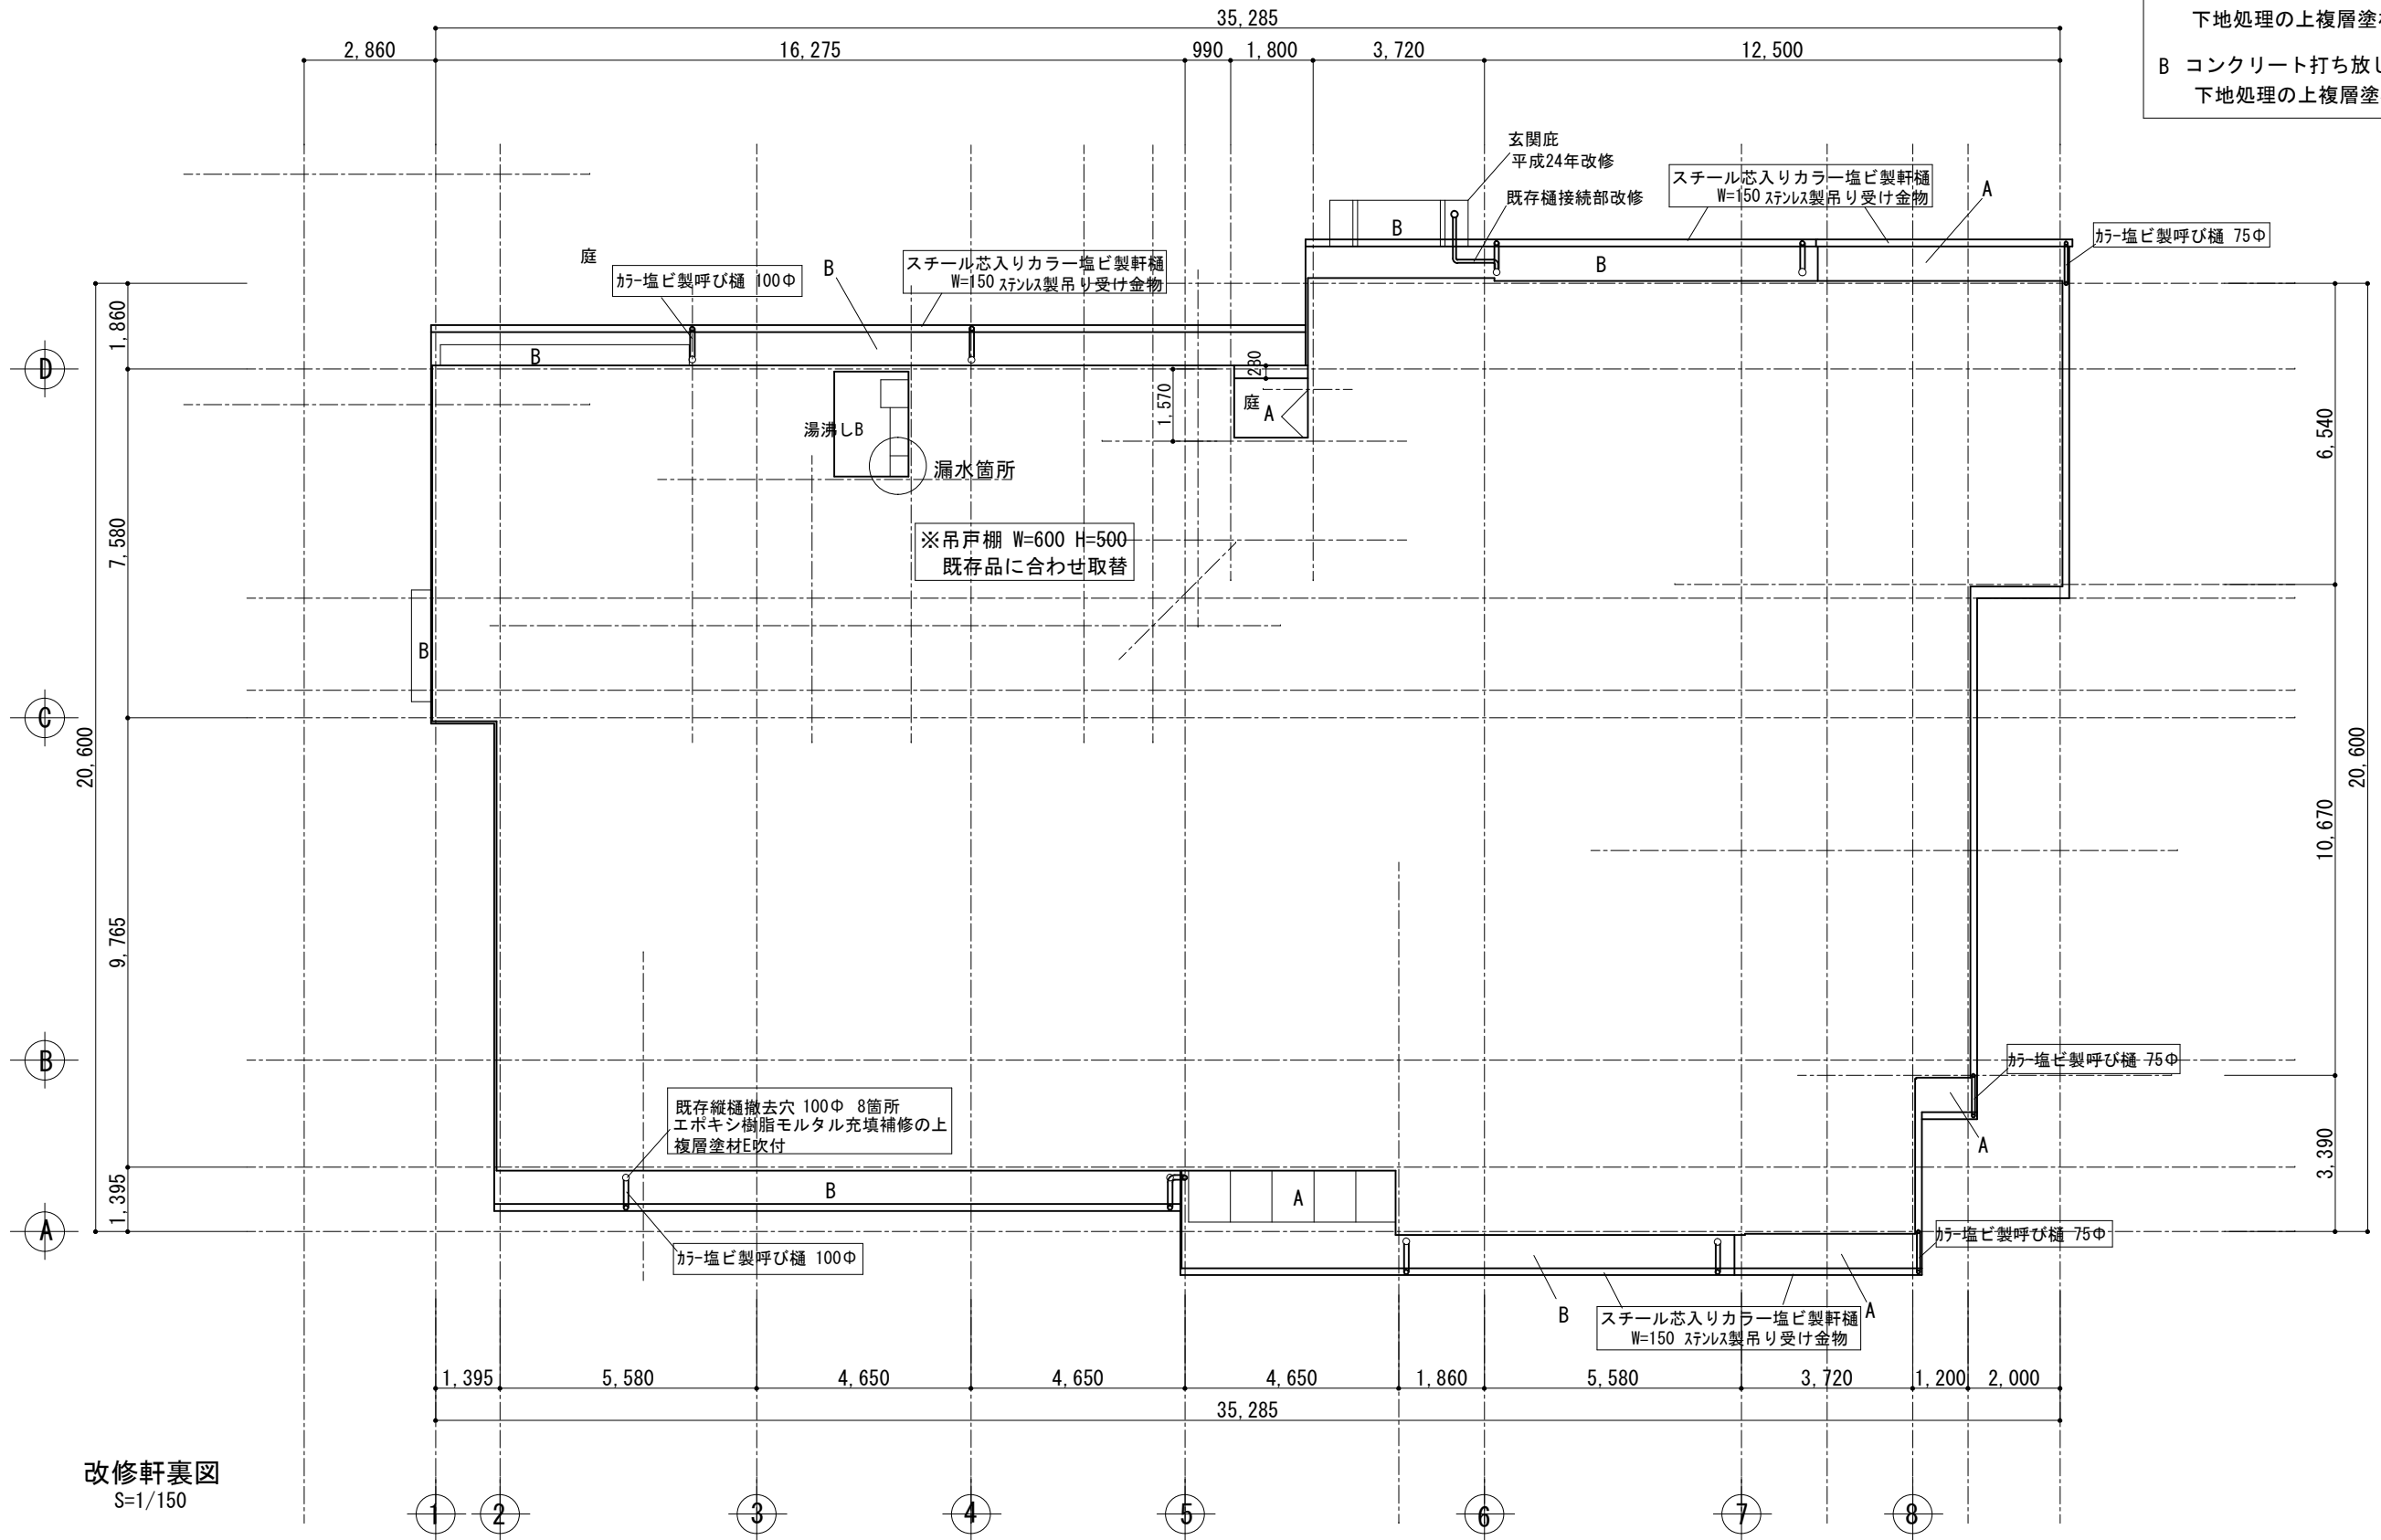 35,285
2,860
16,275
990
1,800
3,720
12,500
下地処理の上複層塗
B コンクリート打ち放し
下地処理の上複層塗
玄関庇
平成24年改修
既存樋接続部改修
スチール芯入りカラー塩ビ製軒樋
W=150 ｽﾃﾝﾚｽ製吊り受け金物
A
ｶﾗｰ塩ビ製呼び樋 75Φ
B
B
庭
ｶﾗｰ塩ビ製呼び樋 100Φ
B
スチール芯入りカラー塩ビ製軒樋
W=150 ｽﾃﾝﾚｽ製吊り受け金物
B
1,860
D
280
1,570
庭
A
湯沸しB
漏水箇所
6,540
※吊戸棚 W=600 H=500
既存品に合わせ取替
7,580
B
C
20,600
20,600
10,670
9,765
B
ｶﾗｰ塩ビ製呼び樋 75Φ
既存縦樋撤去穴 100Φ 8箇所
エポキシ樹脂モルタル充填補修の上
複層塗材E吹付
A
3,390
1,395
B
A
A
ｶﾗｰ塩ビ製呼び樋 75Φ
ｶﾗｰ塩ビ製呼び樋 100Φ
B
スチール芯入りカラー塩ビ製軒樋
W=150 ｽﾃﾝﾚｽ製吊り受け金物
A
1,395
5,580
4,650
4,650
4,650
1,860
5,580
3,720
1,200
2,000
35,285
改修軒裏図
S=1/150
1
2
3
4
5
6
7
8